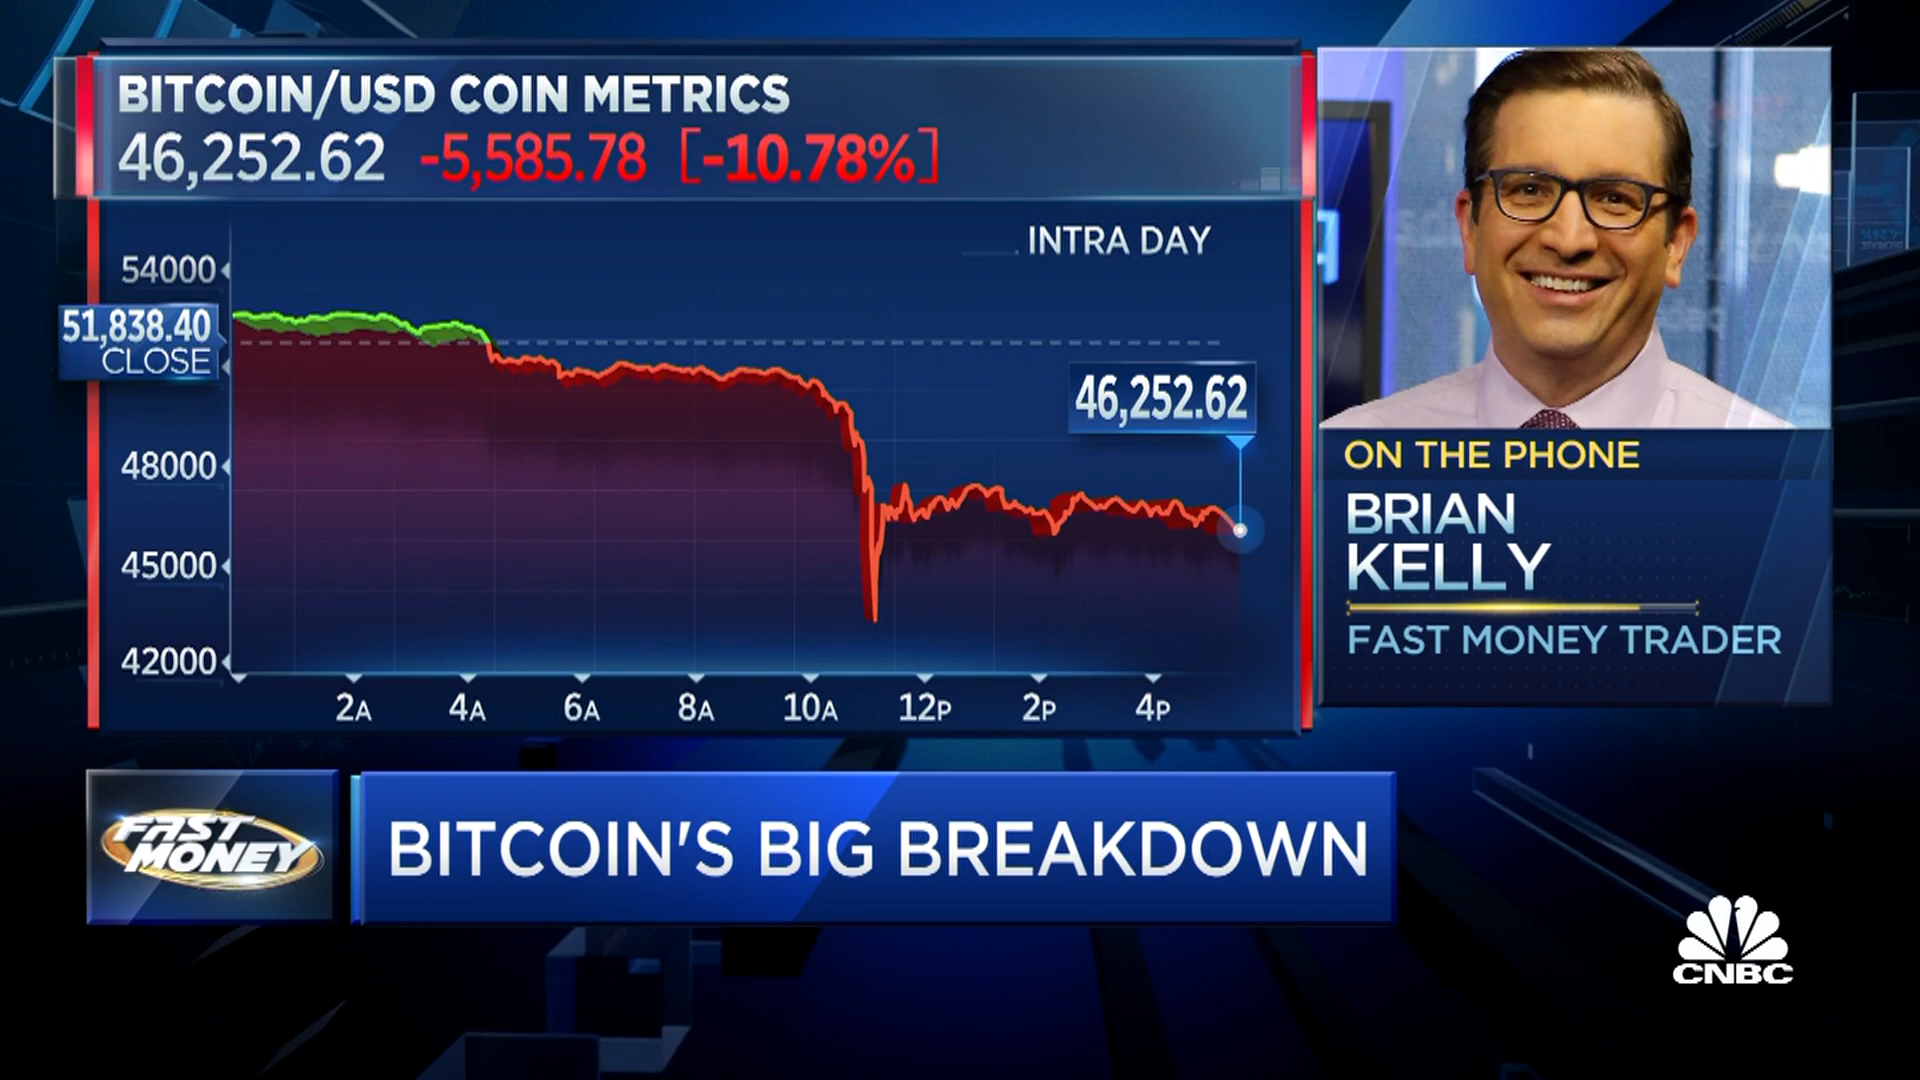 BITCOIN/USD COIN METRICS
46,252.62 -5,585.78 [-10.78%]
INTRA DAY
54000
51,838.40
CLOSE
46,252.62
48000
45000
42000
2A 4A 6A 8A 10A 12P 2P 4P
ON THE PHONE
BRIAN
KELLY
FAST MONEY TRADER
FAST
MONEY
BITCOIN'S BIG BREAKDOWN
CNBC